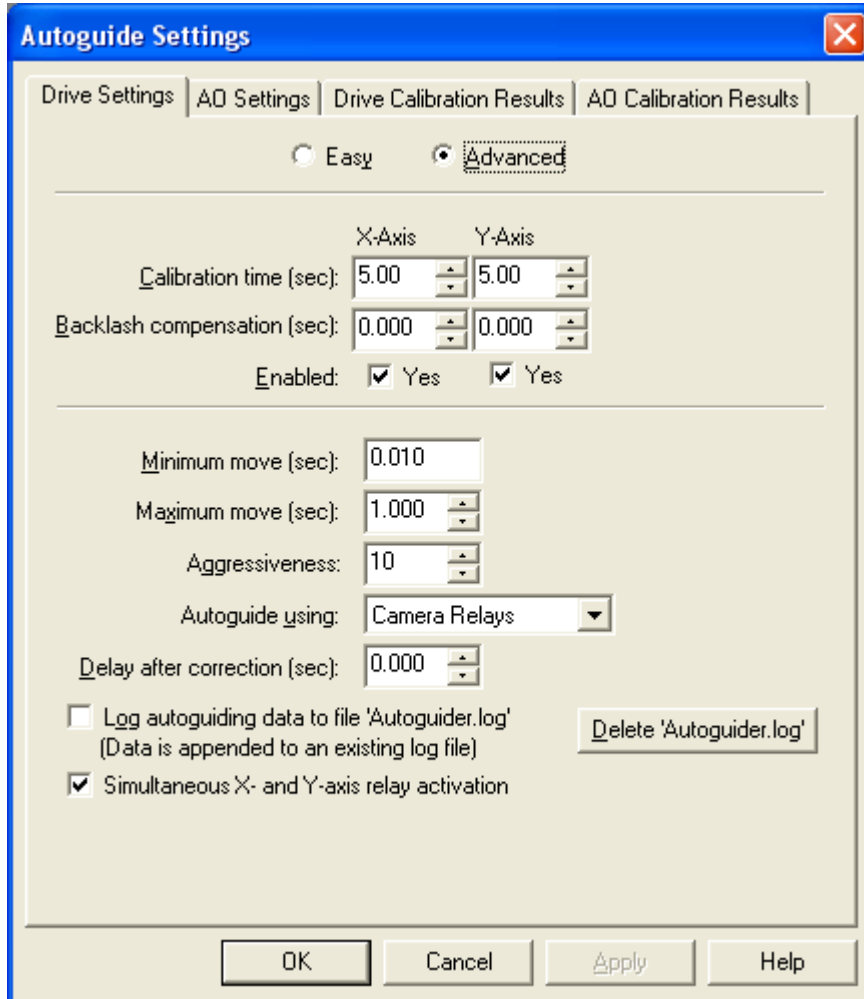 Autoguide Settings
Drive Settings AO Settings Drive Calibration Results AO Calibration Results
Easy Advanced
X-Axis Y-Axis
Calibration time (sec): 5.00 5.00
Backlash compensation (sec): 0.000 0.000
Enabled: Yes Yes
Minimum move (sec): 0.010
Maximum move (sec): 1.000
Aggressiveness: 10
Autoguide using: Camera Relays
Delay after correction (sec): 0.000
Log autoguiding data to file 'Autoguider.log'
(Data is appended to an existing log file)
Delete 'Autoguider.log'
Simultaneous X- and Y-axis relay activation
OK Cancel Apply Help